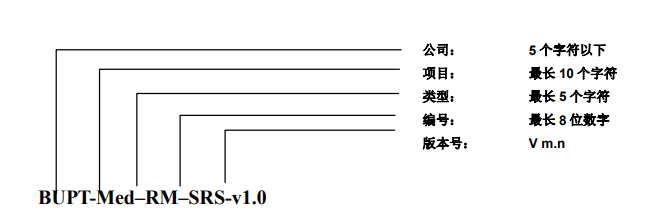 公司： 5个字符以下
项目： 最长10个字符
类型： 最长5个字符
编号： 最长8位数字
版本号： V m.n
BUPT-Med–RM–SRS-v1.0